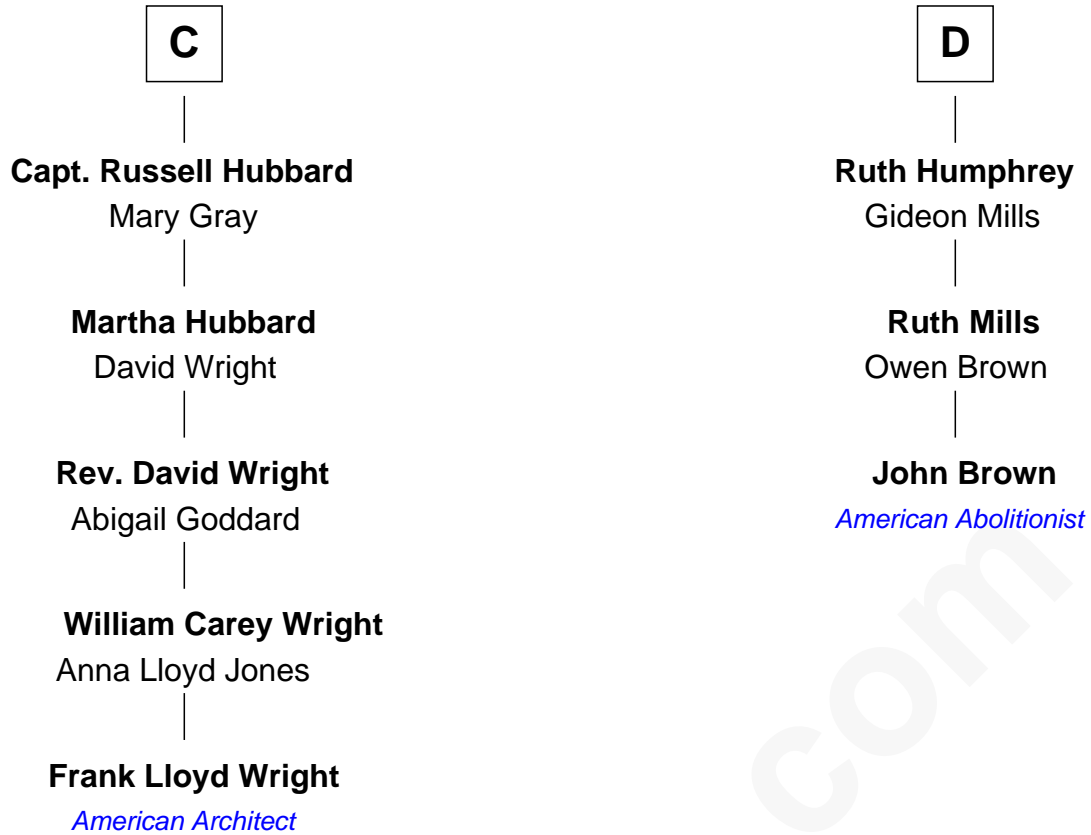 C
Capt. Russell Hubbard
Mary Gray
Martha Hubbard
David Wright
Rev. David Wright
Abigail Goddard
William Carey Wright
Anna Lloyd Jones
Frank Lloyd Wright
American Architect
D
Ruth Humphrey
Gideon Mills
Ruth Mills
Owen Brown
John Brown
American Abolitionist
com